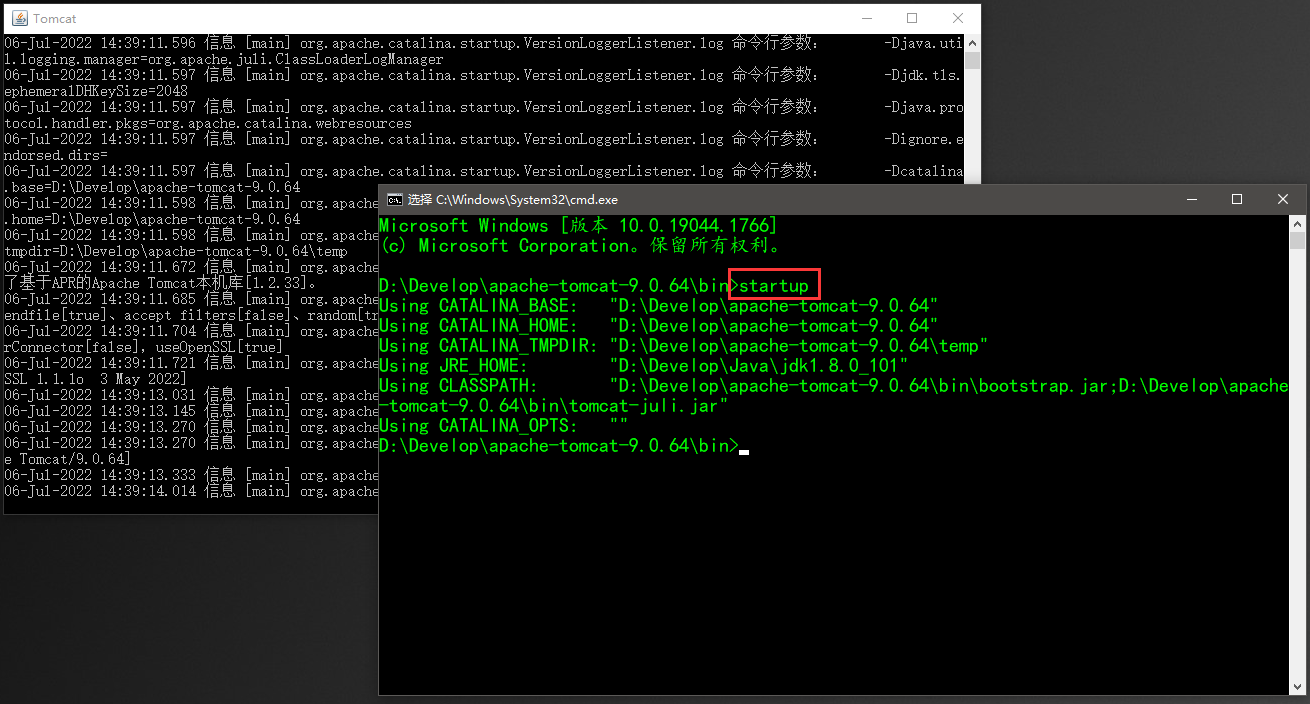 Tomcat
06-Jul-2022 14:39:11.596 信息 [main] org.apache.catalina.startup.VersionLoggerListener.log 命令行参数: -Djava.uti
l.logging.manager=org.apache.juli.ClassLoaderLogManager
06-Jul-2022 14:39:11.597 信息 [main] org.apache.catalina.startup.VersionLoggerListener.log 命令行参数: -Djdk.tls.
ephemeralDHKeySize=2048
06-Jul-2022 14:39:11.597 信息 [main] org.apache.catalina.startup.VersionLoggerListener.log 命令行参数: -Djava.pro
tocol.handler.pkgs=org.apache.catalina.webresources
06-Jul-2022 14:39:11.597 信息 [main] org.apache.catalina.startup.VersionLoggerListener.log 命令行参数: -Dignore.e
ndorsed.dirs=
06-Jul-2022 14:39:11.597 信息 [main] org.apache.catalina.startup.VersionLoggerListener.log 命令行参数: -Dcatalina
.base=D:\Develop\apache-tomcat-9.0.64
06-Jul-2022 14:39:11.598 信息 [main] org.apache
.home=D:\Develop\apache-tomcat-9.0.64
06-Jul-2022 14:39:11.598 信息 [main] org.apache
tmpdir=D:\Develop\apache-tomcat-9.0.64\temp
06-Jul-2022 14:39:11.672 信息 [main] org.apache
了基于APR的Apache Tomcat本机库[1.2.33]。
06-Jul-2022 14:39:11.685 信息 [main] org.apache
endfile[true]、accept filters[false]、random[tr
06-Jul-2022 14:39:11.704 信息 [main] org.apache
rConnector[false], useOpenSSL[true]
06-Jul-2022 14:39:11.721 信息 [main] org.apache
SSL 1.1.1o 3 May 2022]
06-Jul-2022 14:39:13.031 信息 [main] org.apache
06-Jul-2022 14:39:13.145 信息 [main] org.apache
06-Jul-2022 14:39:13.270 信息 [main] org.apache
06-Jul-2022 14:39:13.270 信息 [main] org.apache
e Tomcat/9.0.64]
06-Jul-2022 14:39:13.333 信息 [main] org.apache
06-Jul-2022 14:39:14.014 信息 [main] org.apache
选择 C:\Windows\System32\cmd.exe
Microsoft Windows [版本 10.0.19044.1766]
(c) Microsoft Corporation。保留所有权利。
D:\Develop\apache-tomcat-9.0.64\bin>startup
Using CATALINA_BASE: "D:\Develop\apache-tomcat-9.0.64"
Using CATALINA_HOME: "D:\Develop\apache-tomcat-9.0.64"
Using CATALINA_TMPDIR: "D:\Develop\apache-tomcat-9.0.64\temp"
Using JRE_HOME: "D:\Develop\Java\jdk1.8.0_101"
Using CLASSPATH: "D:\Develop\apache-tomcat-9.0.64\bin\bootstrap.jar;D:\Develop\apache
-tomcat-9.0.64\bin\tomcat-juli.jar"
Using CATALINA_OPTS: ""
D:\Develop\apache-tomcat-9.0.64\bin>